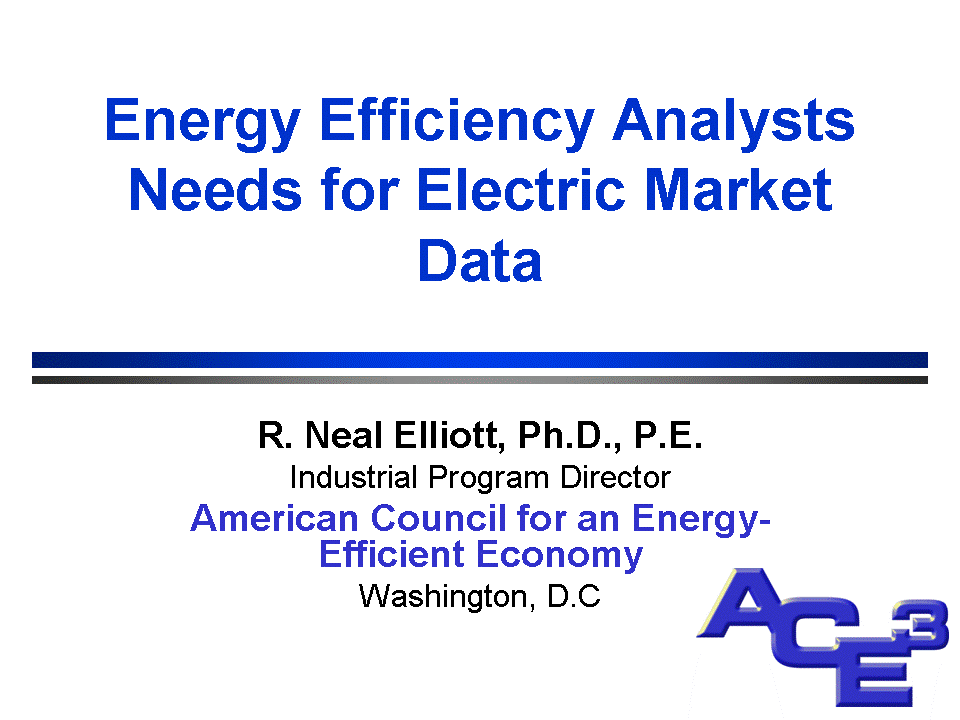 Energy Efficiency Analysts
Needs for Electric Market
Data
R. Neal Elliott, Ph.D., P.E.
Industrial Program Director
American Council for an Energy-
Efficient Economy
Washington, D.C
ACE3